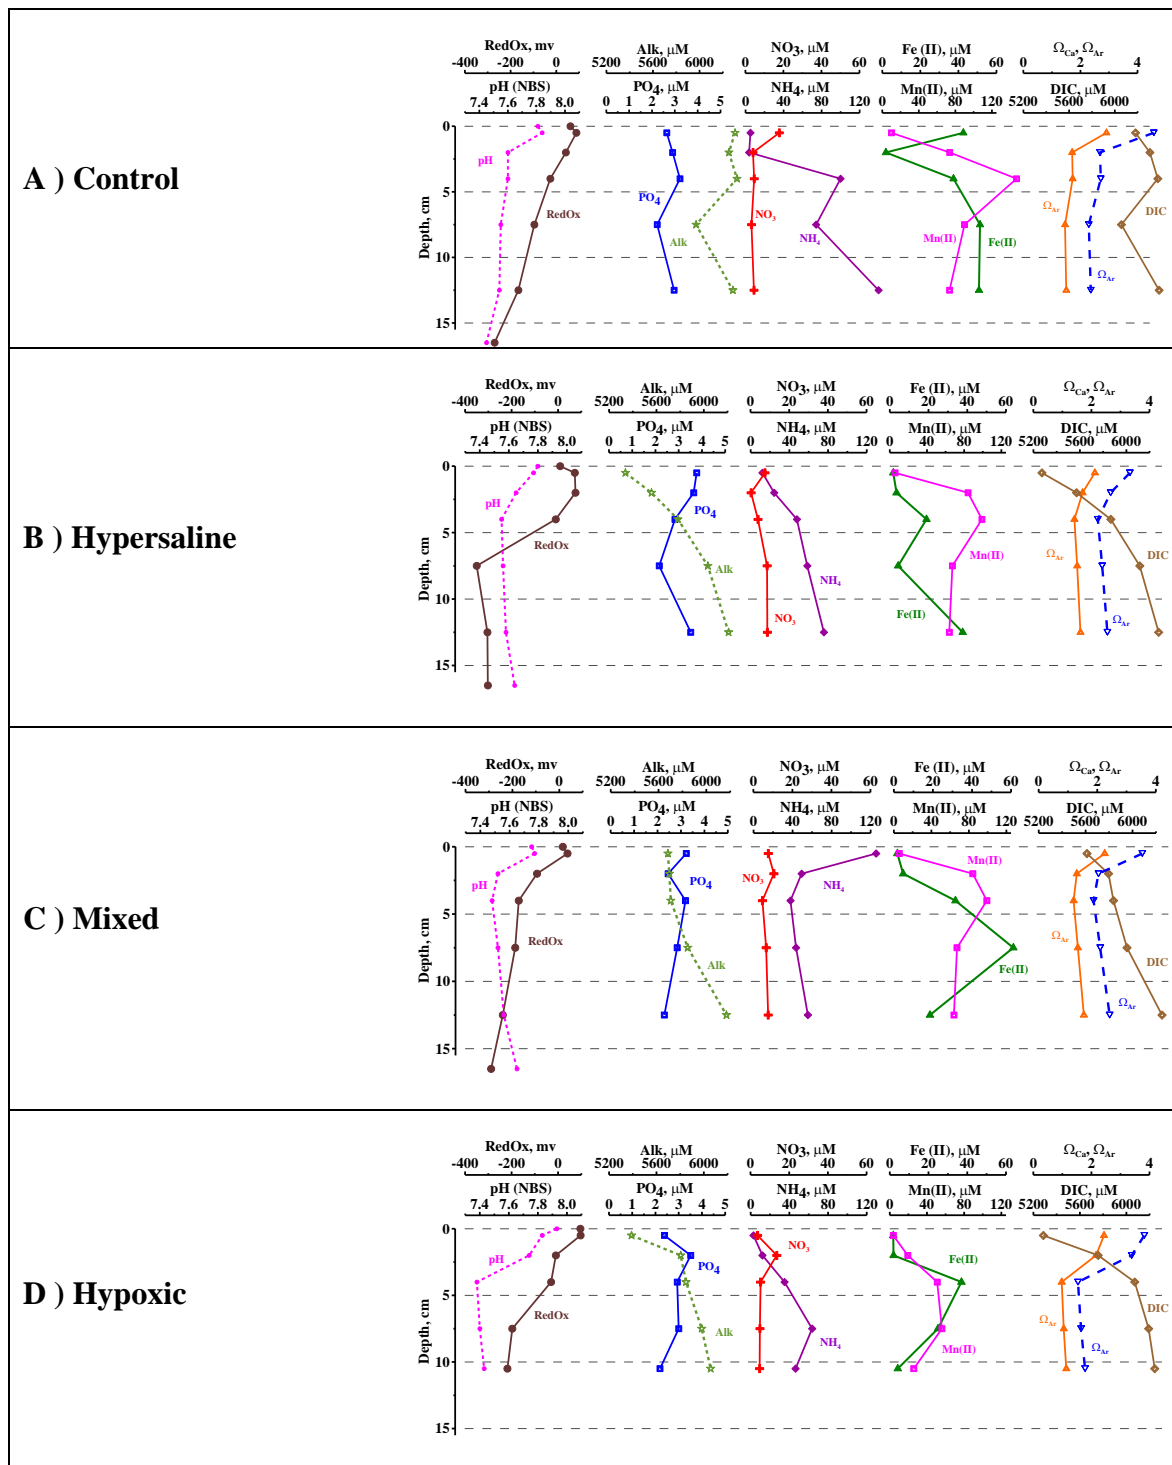 RedOx, mv Alk, μM NO3, μM Fe (II), μM ΩCa, ΩAr
-400 -200 0 5200 5600 6000 0 20 40 60 0 20 40 60 0 2 4
pH (NBS) PO4, μM NH4, μM Mn(II), μM DIC, μM
7.4 7.6 7.8 8.0 0 1 2 3 4 5 0 40 80 120 0 40 80 120 5200 5600 6000
A ) Control
Depth, cm
0
5
10
15
pH RedOx PO4 Alk NO3 NH4 Mn(II) Fe(II) ΩAr ΩAr DIC
RedOx, mv Alk, μM NO3, μM Fe (II), μM ΩCa, ΩAr
-400 -200 0 5200 5600 6000 0 20 40 60 0 20 40 60 0 2 4
pH (NBS) PO4, μM NH4, μM Mn(II), μM DIC, μM
7.4 7.6 7.8 8.0 0 1 2 3 4 5 0 40 80 120 0 40 80 120 5200 5600 6000
B ) Hypersaline
Depth, cm
0
5
10
15
pH RedOx PO4 Alk NO3 NH4 Mn(II) Fe(II) ΩAr ΩAr DIC
RedOx, mv Alk, μM NO3, μM Fe (II), μM ΩCa, ΩAr
-400 -200 0 5200 5600 6000 0 20 40 60 0 20 40 60 0 2 4
pH (NBS) PO4, μM NH4, μM Mn(II), μM DIC, μM
7.4 7.6 7.8 8.0 0 1 2 3 4 5 0 40 80 120 0 40 80 120 5200 5600 6000
C ) Mixed
Depth, cm
0
5
10
15
pH RedOx PO4 Alk NO3 NH4 Mn(II) Fe(II) ΩAr ΩAr DIC
RedOx, mv Alk, μM NO3, μM Fe (II), μM ΩCa, ΩAr
-400 -200 0 5200 5600 6000 0 20 40 60 0 20 40 60 0 2 4
pH (NBS) PO4, μM NH4, μM Mn(II), μM DIC, μM
7.4 7.6 7.8 8.0 0 1 2 3 4 5 0 40 80 120 0 40 80 120 5200 5600 6000
D ) Hypoxic
Depth, cm
0
5
10
15
pH RedOx PO4 Alk NO3 NH4 Fe(II) Mn(II) ΩAr ΩAr DIC